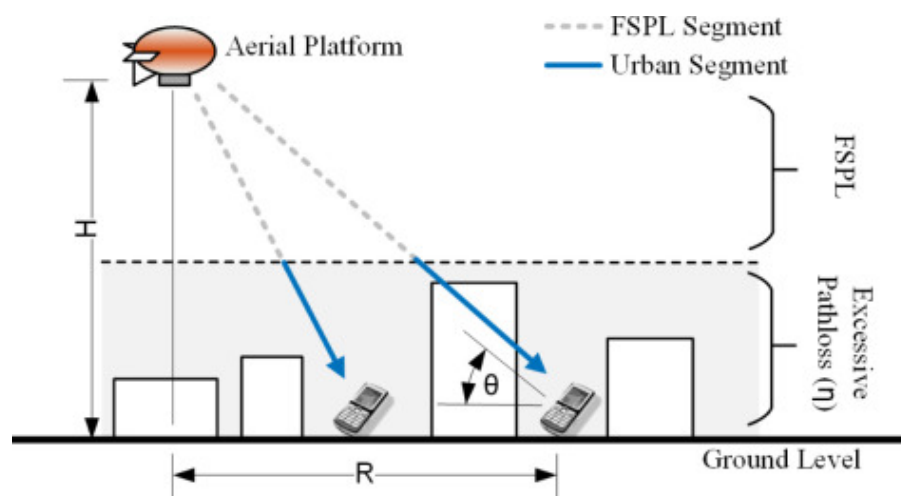 Aerial Platform
FSPL Segment
Urban Segment
H
FSPL
Excessive
Pathloss (η)
θ
R
Ground Level